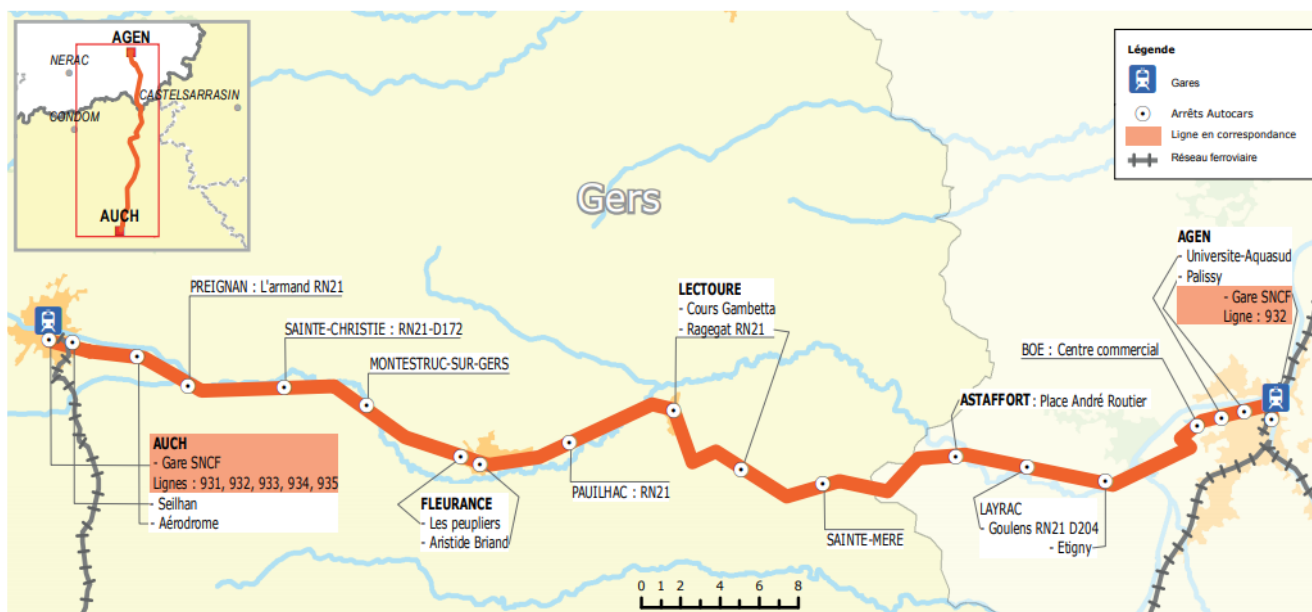 AGEN
NERAC
CASTELSARRASIN
CONDOM
AUCH
Légende
Gares
Arrêts Autocars
Ligne en correspondance
Réseau ferroviaire
Gers
AGEN
- Universite-Aquasud
- Palissy
- Gare SNCF
Ligne : 932
PREIGNAN : L'armand RN21
LECTOURE
- Cours Gambetta
- Ragegat RN21
SAINTE-CHRISTIE : RN21-D172
BOE : Centre commercial
MONTESTRUC-SUR-GERS
ASTAFFORT : Place André Routier
AUCH
- Gare SNCF
Lignes : 931, 932, 933, 934, 935
- Seilhan
- Aérodrome
FLEURANCE
- Les peupliers
- Aristide Briand
PAUILHAC : RN21
SAINTE-MERE
LAYRAC
- Goulens RN21 D204
- Etigny
0 1 2 4 6 8